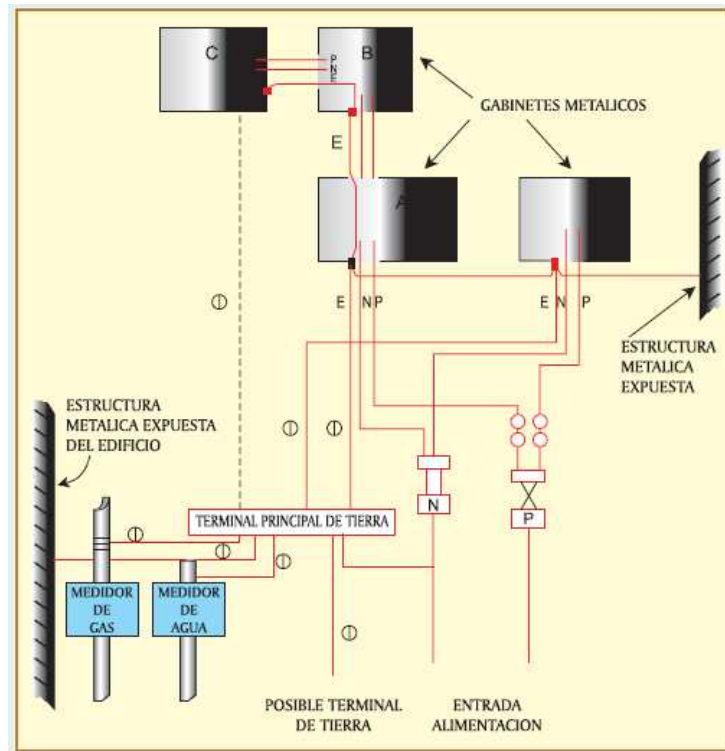 C
B
P
N
E
GABINETES METALICOS
E
A
E N P
E N P
ESTRUCTURA
METALICA
EXPUESTA
ESTRUCTURA
METALICA EXPUESTA
DEL EDIFICIO
TERMINAL PRINCIPAL DE TIERRA
N
P
MEDIDOR
DE
GAS
MEDIDOR
DE
AGUA
POSIBLE TERMINAL
DE TIERRA
ENTRADA
ALIMENTACION